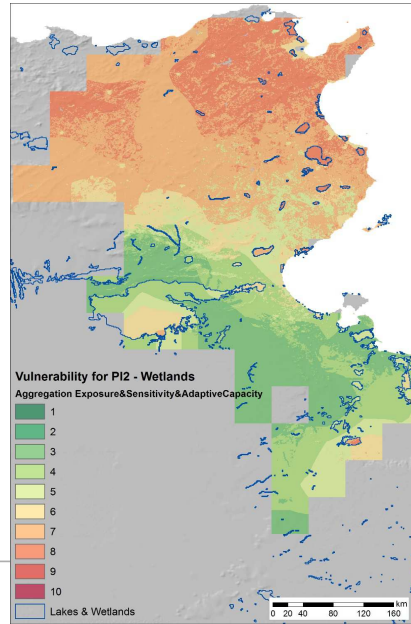 Vulnerability for PI2 - Wetlands
Aggregation Exposure&Sensitivity&AdaptiveCapacity
1
2
3
4
5
6
7
8
9
10
Lakes & Wetlands
km
0 20 40 80 120 160